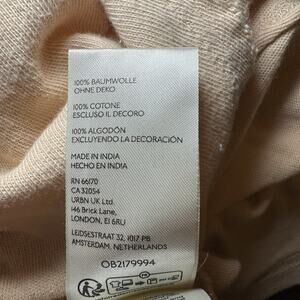 100% BAUMWOLLE
OHNE DEKO
100% COTONE
ESCLUSO IL DECORO
100% ALGODÓN
EXCLUYENDO LA DECORACIÓN
MADE IN INDIA
HECHO EN INDIA
RN 66170
CA 32054
URBN UK Ltd.
146 Brick Lane,
LONDON, E1 6RU
LEIDSESTRAAT 32, 1017 PB
AMSTERDAM, NETHERLANDS
OB2179994
FR